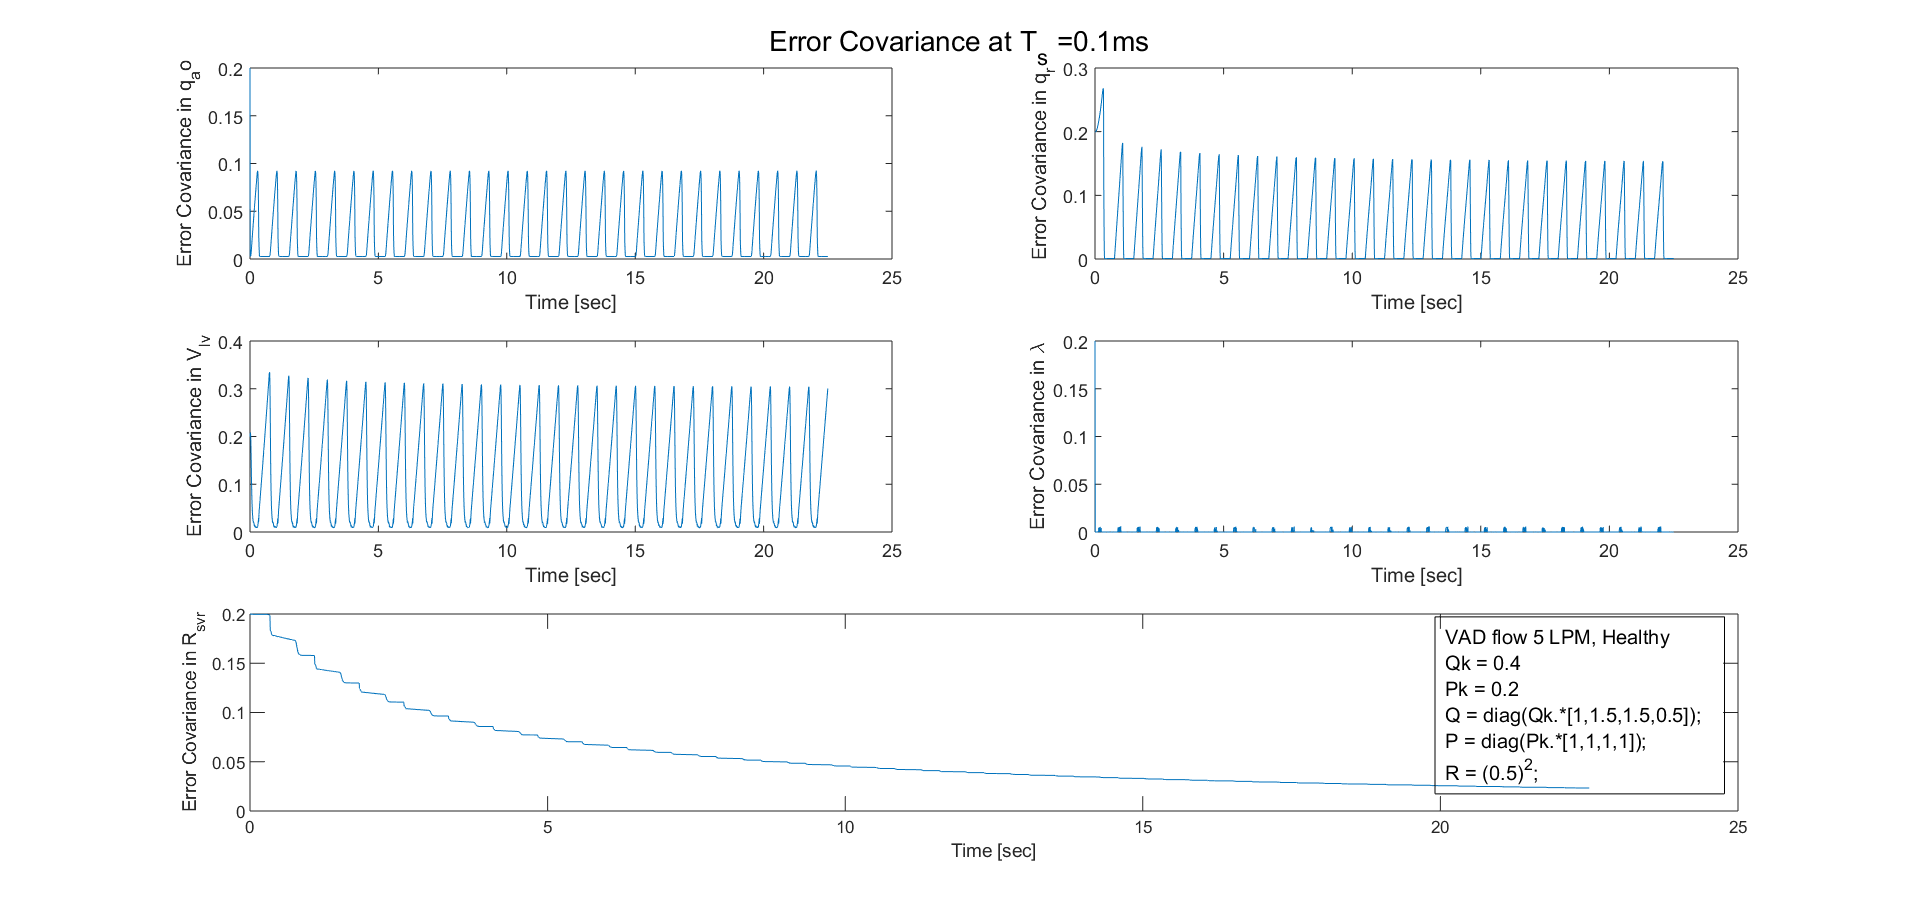 Error Covariance at Ts =0.1ms
Error Covariance in qao
0.2
0.15
0.1
0.05
0
0 5 10 15 20 25
Time [sec]
Error Covariance in qr
0.3
0.2
0.1
0
0 5 10 15 20 25
Time [sec]
Error Covariance in Vlv
0.4
0.3
0.2
0.1
0
0 5 10 15 20 25
Time [sec]
Error Covariance in λ
0.2
0.15
0.1
0.05
0
0 5 10 15 20 25
Time [sec]
Error Covariance in Rsvr
0.2
0.15
0.1
0.05
0
0 5 10 15 20 25
Time [sec]
VAD flow 5 LPM, Healthy
Qk = 0.4
Pk = 0.2
Q = diag(Qk.*[1,1.5,1.5,0.5]);
P = diag(Pk.*[1,1,1,1]);
R = (0.5)^2;